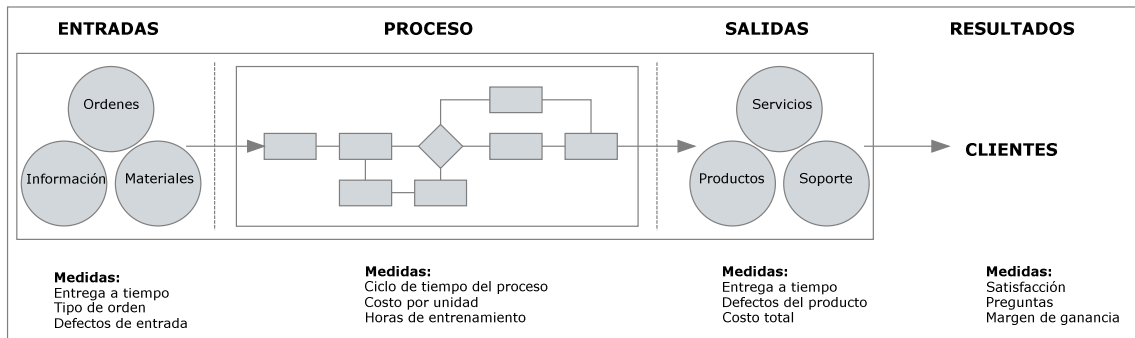 ENTRADAS
PROCESO
SALIDAS
RESULTADOS
Ordenes
Información
Materiales
Servicios
Productos
Soporte
CLIENTES
Medidas:
Entrega a tiempo
Tipo de orden
Defectos de entrada
Medidas:
Ciclo de tiempo del proceso
Costo por unidad
Horas de entrenamiento
Medidas:
Entrega a tiempo
Defectos del producto
Costo total
Medidas:
Satisfacción
Preguntas
Margen de ganancia